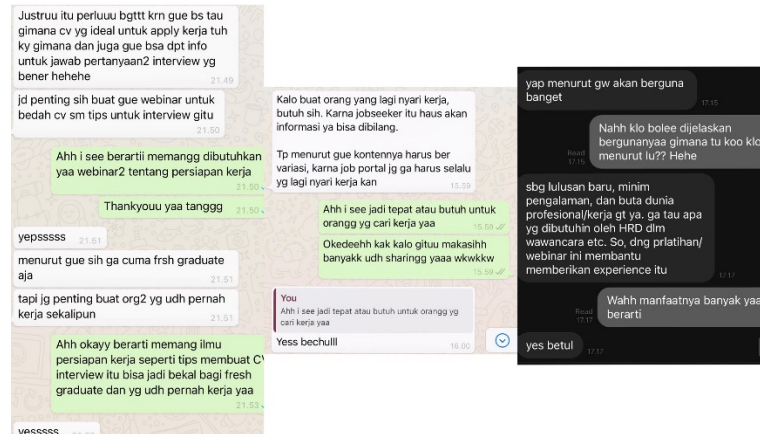 Justruu itu perluuu bgttt krn gue bs tau
gimana cv yg ideal untuk apply kerja tuh
ky gimana dan juga gue bsa dpt info
untuk jawab pertanyaan2 interview yg
bener hehehe
21.49
jd penting sih buat gue webinar untuk
bedah cv sm tips untuk interview gitu
21.50
Ahh i see berartii memangg dibutuhkan
yaa webinar2 tentang persiapan kerja
21.50
Thankyouu yaa tanggg
21.50
yepsssss
21.51
menurut gue sih ga cuma frsh graduate
aja
21.51
tapi jg penting buat org2 yg udh pernah
kerja sekalipun
21.51
Ahh okayy berarti memang ilmu
persiapan kerja seperti tips membuat CV
interview itu bisa jadi bekal bagi fresh
graduate dan yg udh pernah kerja yaa
21.53
yesssss
Kalo buat orang yang lagi nyari kerja,
butuh sih. Karna jobseeker itu haus akan
informasi ya bisa dibilang.
Tp menurut gue kontennya harus ber
variasi, karna job portal jg ga harus selalu
yg lagi nyari kerja kan
15.59
Ahh i see jadi tepat atau butuh untuk
orangg yg cari kerja yaa
15.59
Okedeehh kak kalo gituu makasihh
banyakk udh sharingg yaaa wkwkkw
15.59
You
Ahh i see jadi tepat atau butuh untuk orangg yg
cari kerja yaa
Yess bechulll
16.00
yap menurut gw akan berguna
banget
17.15
Nahh klo bolee dijelaskan
bergunanyaa gimana tu koo klo
menurut lu?? Hehe
Read
17.15
sbg lulusan baru, minim
pengalaman, dan buta dunia
profesional/kerja gt ya. ga tau apa
yg dibutuhin oleh HRD dlm
wawancara etc. So, dng prlatihan/
webinar ini membantu
memberikan experience itu
17.17
Wahh manfaatnya banyak yaa
berarti
Read
17.17
yes betul
17.17